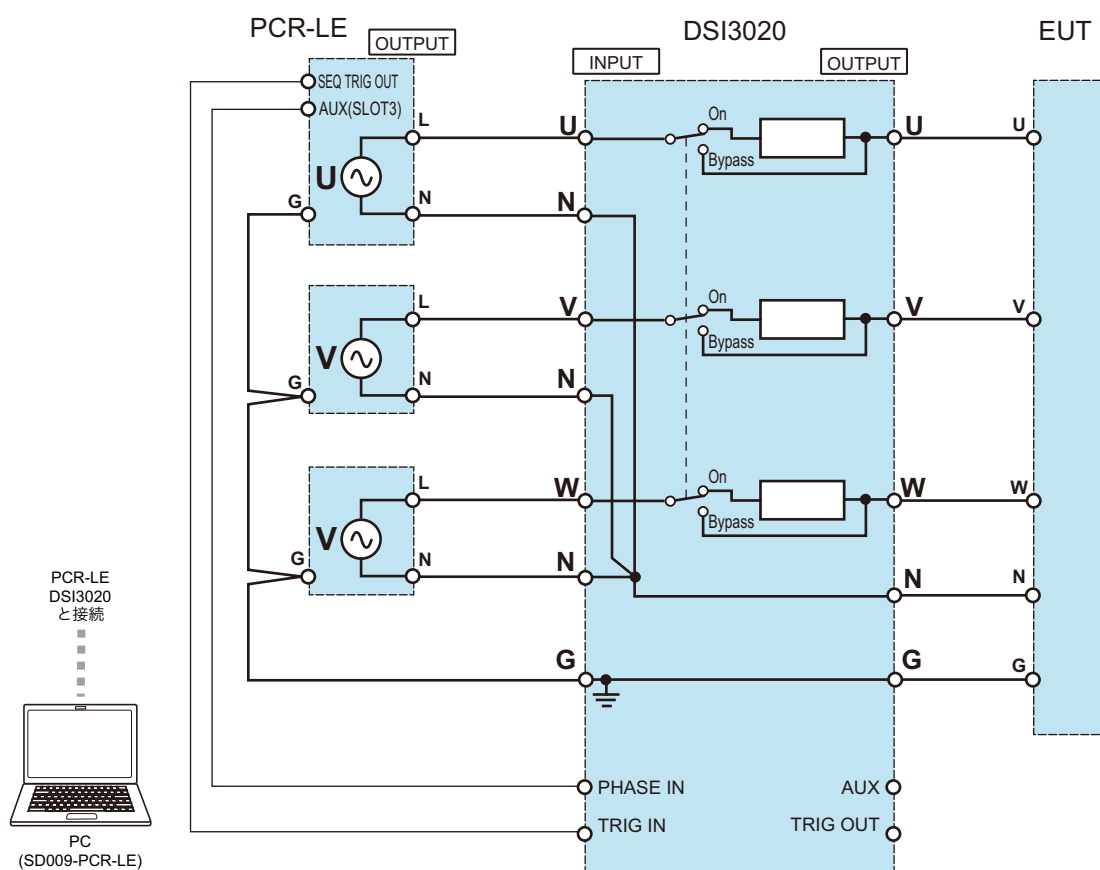 PCR-LE
OUTPUT
DSI3020
INPUT
OUTPUT
EUT
SEQ TRIG OUT
AUX(SLOT3)
L
U
G
N
U
N
On
Bypass
U
U
L
V
G
N
V
N
On
Bypass
V
V
L
V
G
N
W
N
On
Bypass
W
W
N
N
G
G
G
PCR-LE
DSI3020
と接続
PC
(SD009-PCR-LE)
PHASE IN
TRIG IN
AUX
TRIG OUT